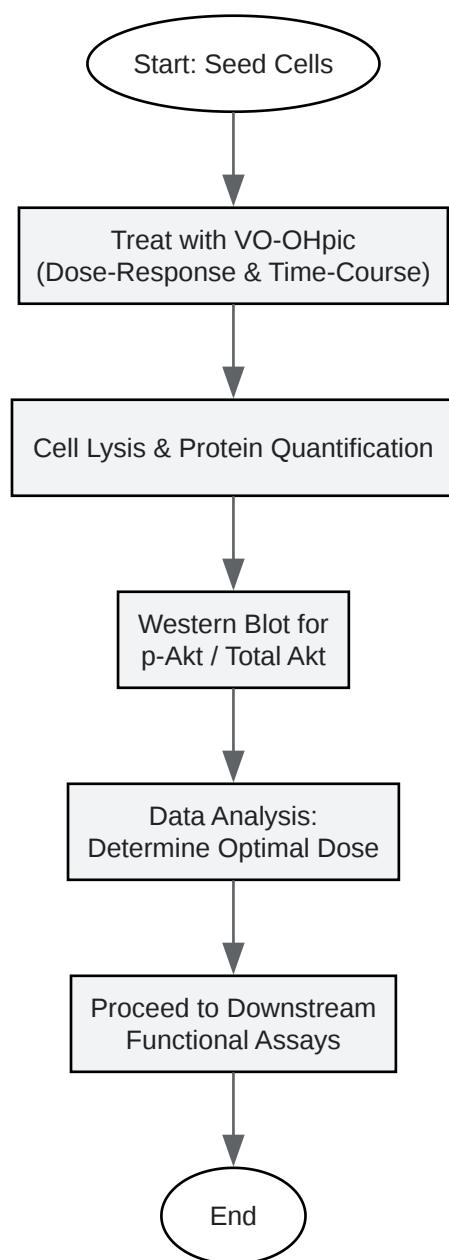 Start: Seed Cells
Treat with VO-OHpic
(Dose-Response & Time-Course)
Cell Lysis & Protein Quantification
Western Blot for
p-Akt / Total Akt
Data Analysis:
Determine Optimal Dose
Proceed to Downstream
Functional Assays
End